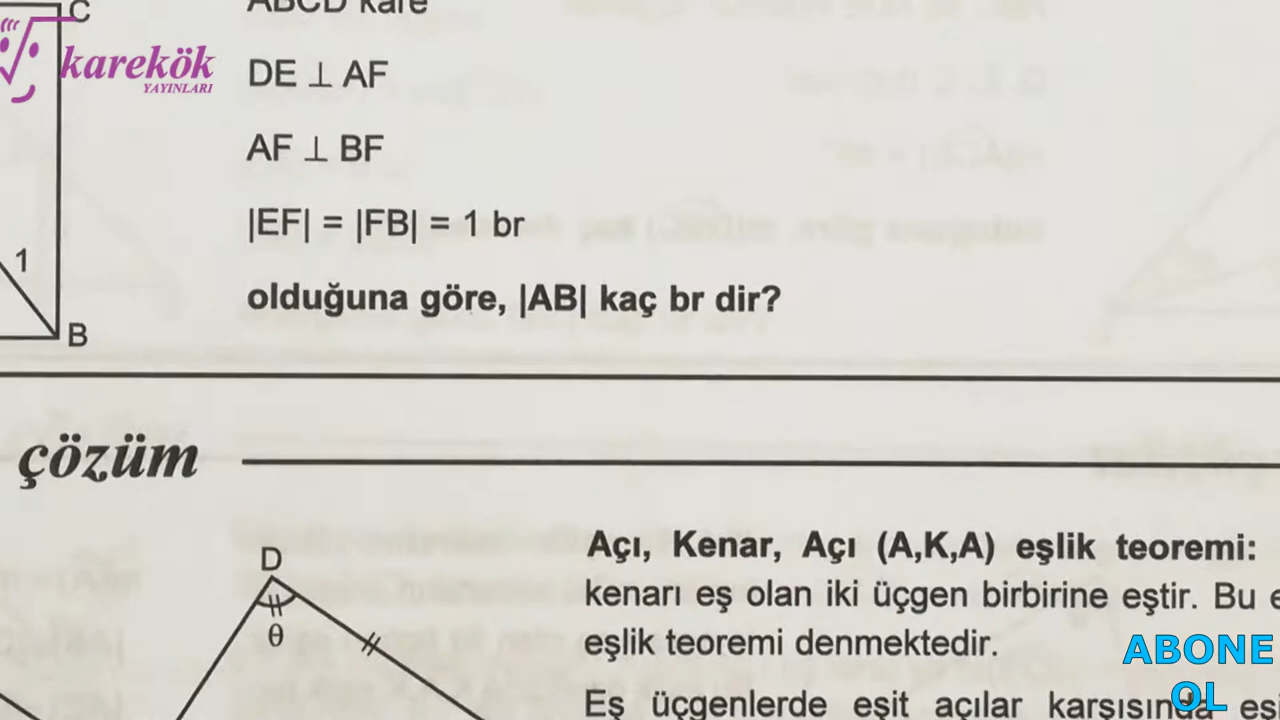 C
karekök
YAYINLARI
ABCD kare
DE ⊥ AF
AF ⊥ BF
|EF| = |FB| = 1 br
1
olduğuna göre, |AB| kaç br dir?
B
çözüm
D
θ
Açı, Kenar, Açı (A,K,A) eşlik teoremi:
kenarı eş olan iki üçgen birbirine eştir. Bu
eşlik teoremi denmektedir.
Eş üçgenlerde eşit açılar karşısında
ABONE
OL